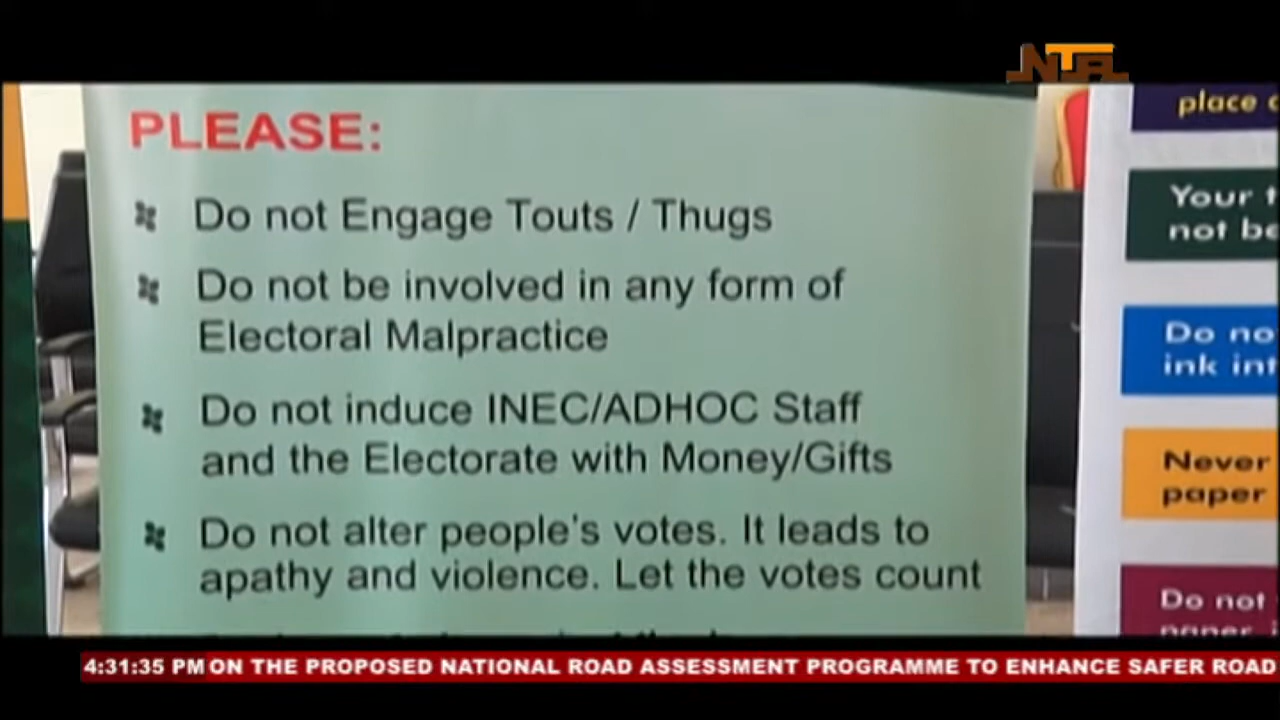 NTA
PLEASE:
Do not Engage Touts / Thugs
Do not be involved in any form of
Electoral Malpractice
Do not induce INEC/ADHOC Staff
and the Electorate with Money/Gifts
Do not alter people's votes. It leads to
apathy and violence. Let the votes count
place
Your
not be
Do no
ink int
Never
paper
Do not
paper
4:31:35 PM ON THE PROPOSED NATIONAL ROAD ASSESSMENT PROGRAMME TO ENHANCE SAFER ROAD